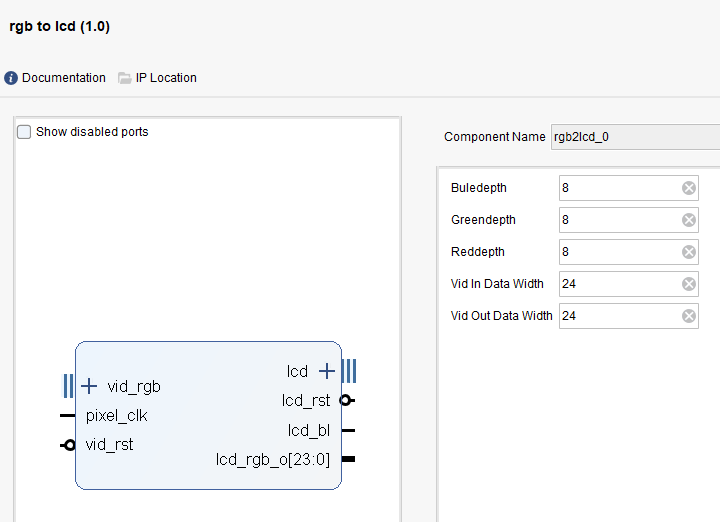 rgb to lcd (1.0)
Documentation IP Location
Show disabled ports
Component Name rgb2lcd_0
Buledepth 8
Greendepth 8
Reddepth 8
Vid In Data Width 24
Vid Out Data Width 24
vid_rgb
pixel_clk
vid_rst
lcd
lcd_rst
lcd_bl
lcd_rgb_o[23:0]